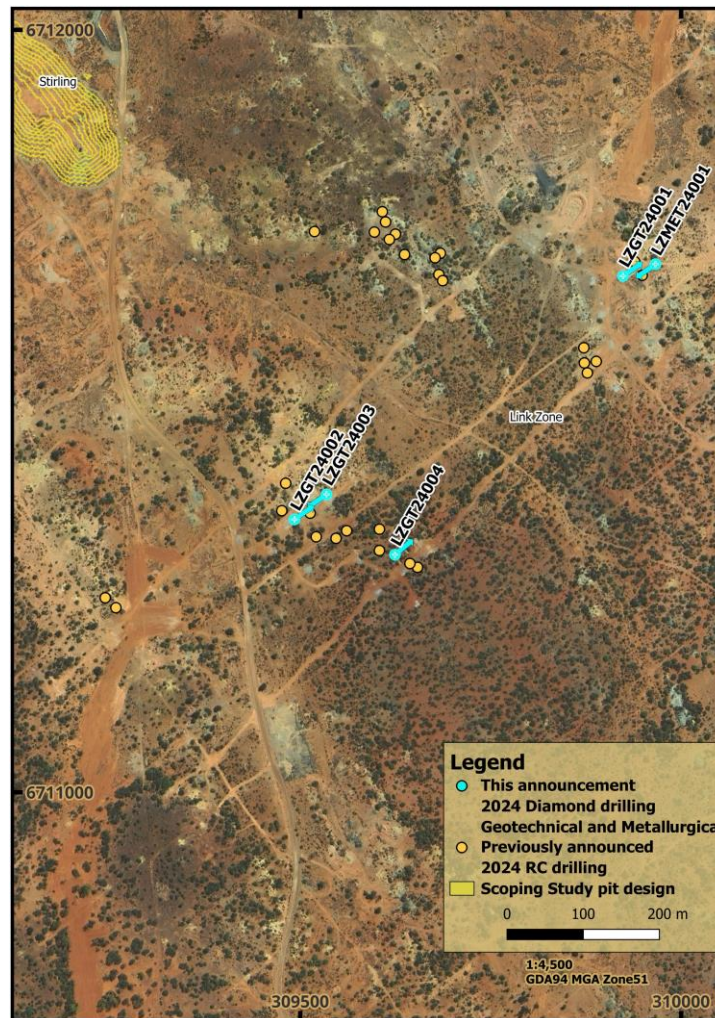 6712000
Stirling
LZGT24001
LZMET24001
Link Zone
LZGT24002
LZGT24003
LZGT24004
6711000
Legend
This announcement
2024 Diamond drilling
Geotechnical and Metallurgical
Previously announced
2024 RC drilling
Scoping Study pit design
0 100 200 m
1:4,500
GDA94 MGA Zone51
309500
310000